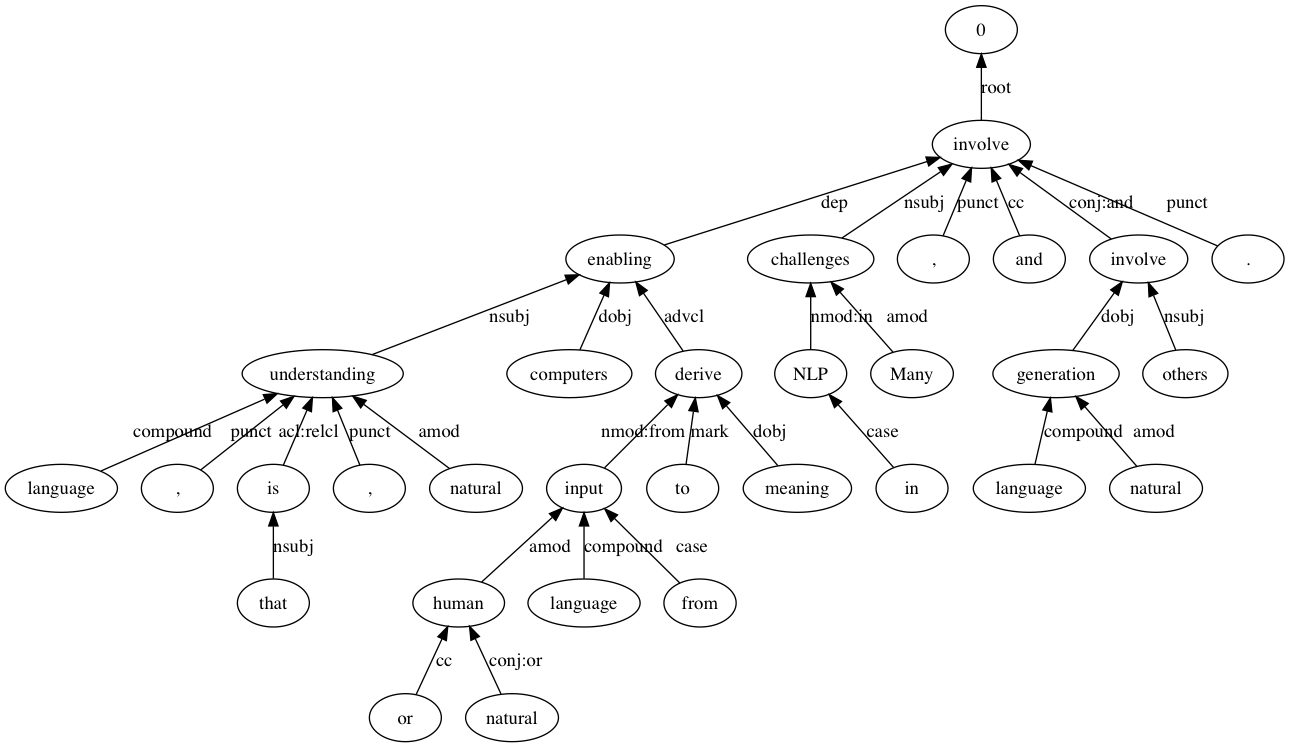 0
root
involve
dep nsubj punct cc conj:and punct
enabling challenges , and involve .
nsubj dobj advcl nmod:in amod dobj nsubj
understanding computers derive NLP Many generation others
compound punct acl:relcl punct amod nmod:from mark dobj case compound amod
language , is , natural input to meaning in language natural
nsubj amod compound case
that human language from
cc conj:or
or natural